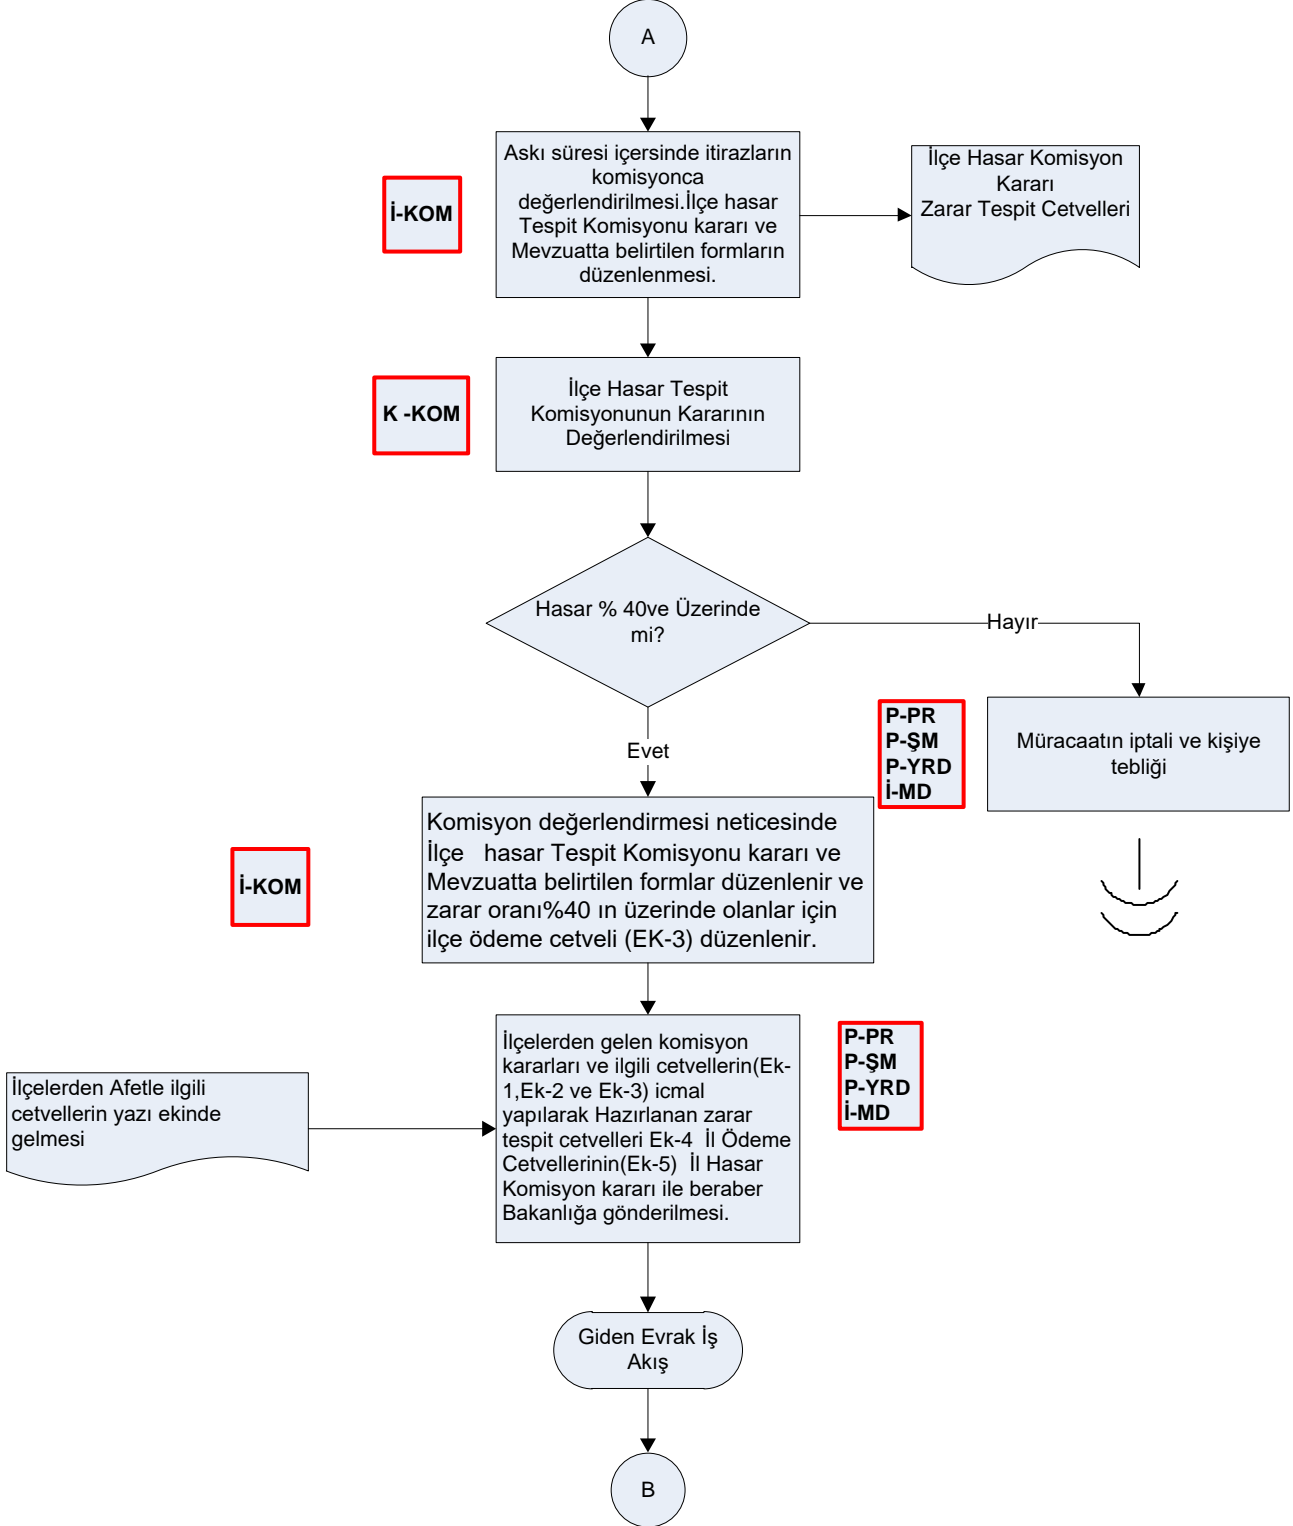 A
Askı süresi içersinde itirazların
komisyonca
değerlendirilmesi.İlçe hasar
Tespit Komisyonu kararı ve
Mevzuatta belirtilen formların
düzenlenmesi.
İlçe Hasar Komisyon
Kararı
Zarar Tespit Cetvelleri
İ-KOM
K -KOM
İlçe Hasar Tespit
Komisyonunun Kararının
Değerlendirilmesi
Hasar % 40ve Üzerinde
mi?
Hayır
Evet
P-PR
P-ŞM
P-YRD
İ-MD
Müracaatın iptali ve kişiye
tebliği
İ-KOM
Komisyon değerlendirmesi neticesinde
İlçe hasar Tespit Komisyonu kararı ve
Mevzuatta belirtilen formlar düzenlenir ve
zarar oranı%40 ın üzerinde olanlar için
ilçe ödeme cetveli (EK-3) düzenlenir.
İlçelerden Afetle ilgili
cetvellerin yazı ekinde
gelmesi
İlçelerden gelen komisyon
kararları ve ilgili cetvellerin(Ek-
1,Ek-2 ve Ek-3) icmal
yapılarak Hazırlanan zarar
tespit cetvelleri Ek-4 İl Ödeme
Cetvellerinin(Ek-5) İl Hasar
Komisyon kararı ile beraber
Bakanlığa gönderilmesi.
P-PR
P-ŞM
P-YRD
İ-MD
Giden Evrak İş
Akış
B